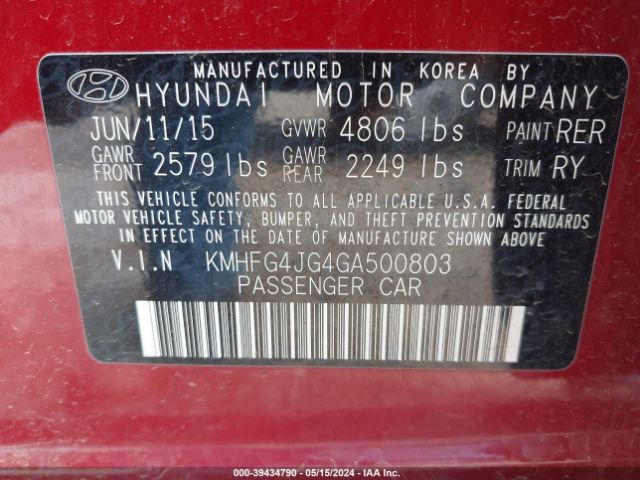 MANUFACTURED IN KOREA BY
HYUNDAI MOTOR COMPANY
JUN/11/15 GVWR 4806 lbs PAINT RER
GAWR FRONT 2579 lbs GAWR REAR 2249 lbs TRIM RY
THIS VEHICLE CONFORMS TO ALL APPLICABLE U.S.A. FEDERAL
MOTOR VEHICLE SAFETY, BUMPER, AND THEFT PREVENTION STANDARDS
IN EFFECT ON THE DATE OF MANUFACTURE SHOWN ABOVE.
V.I.N KMHFG4JG4GA500803
PASSENGER CAR
000-39434790 - 05/15/2024 - IAA Holdings, LLC.